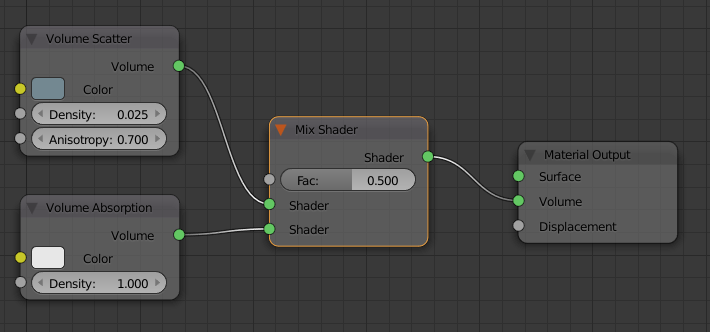 Volume Scatter
Volume
Color
Density: 0.025
Anisotropy: 0.700
Volume Absorption
Volume
Color
Density: 1.000
Mix Shader
Shader
Fac: 0.500
Shader
Shader
Material Output
Surface
Volume
Displacement